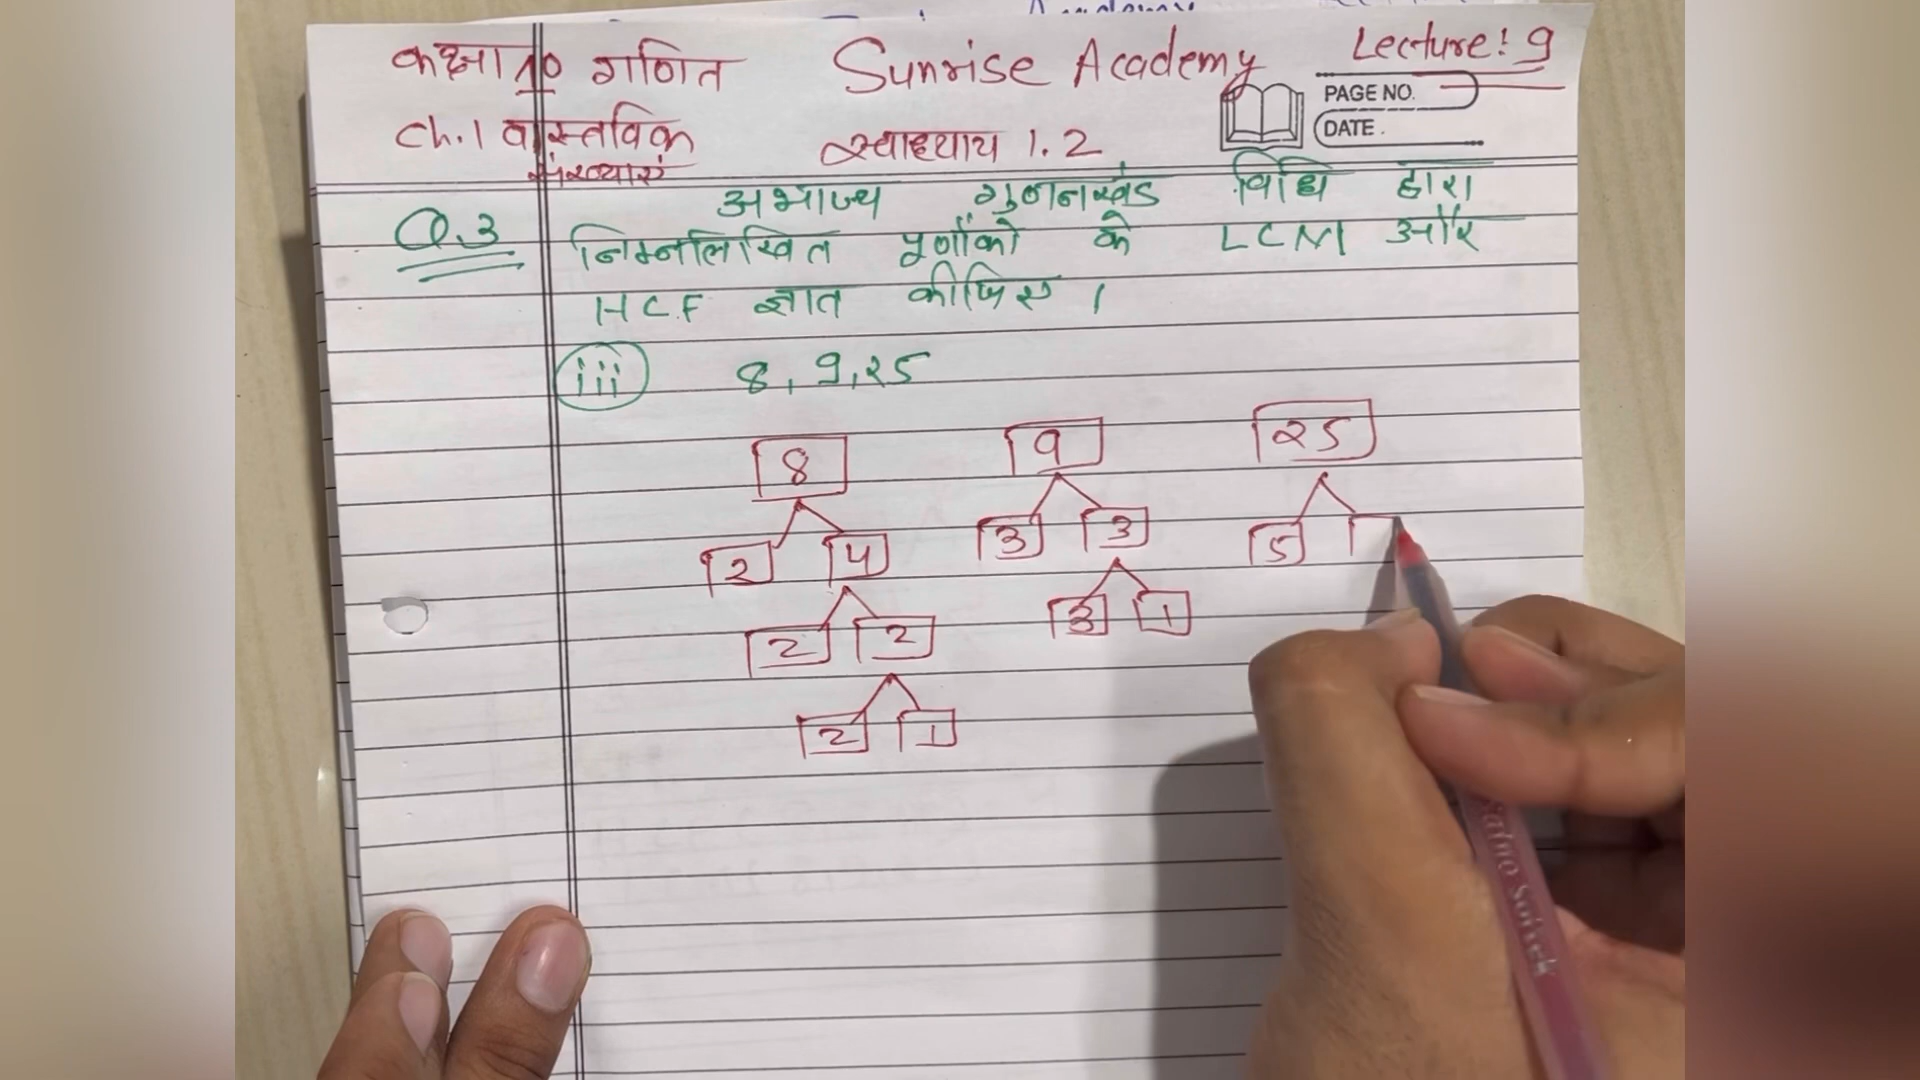 कक्षा 10 गणित Sunrise Academy Lecture: 9
PAGE NO.
DATE.
Ch.1 वास्तविक संख्याएं स्वाध्याय 1.2
Q.3 अभाज्य गुणनखंड विधि द्वारा
निम्नलिखित पूर्णांको के LCM और
HCF ज्ञात कीजिए ।
iii 8, 9, 25
8 9 25
2 4 3 3 5
2 2 3 1
2 1